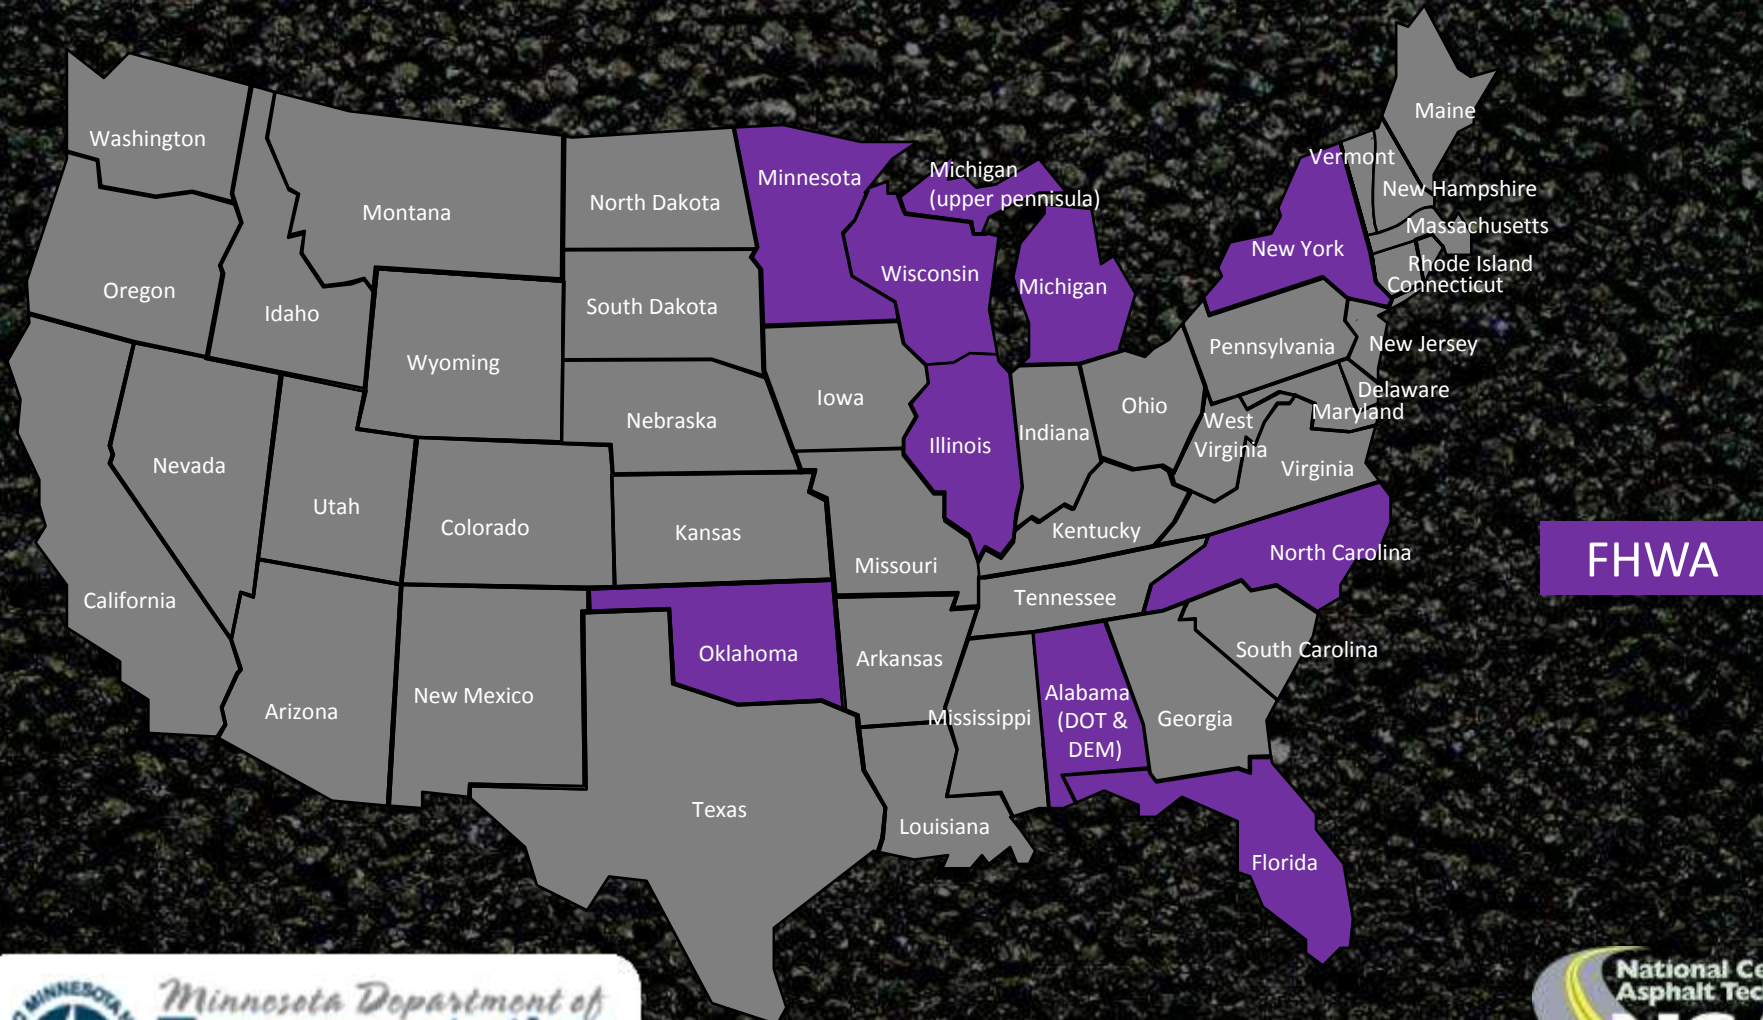 Maine
Washington
Vermont
Michigan
(upper pennisula)
Minnesota
New Hampshire
North Dakota
Montana
Massachusetts
New York
Rhode Island
Wisconsin
Connecticut
Michigan
Oregon
South Dakota
Idaho
New Jersey
Pennsylvania
Wyoming
Delaware
Iowa
Ohio
Maryland
Nebraska
West
Virginia
Indiana
Illinois
Nevada
Virginia
Utah
Colorado
Kansas
Kentucky
North Carolina
FHWA
Missouri
California
Tennessee
South Carolina
Oklahoma
Arkansas
New Mexico
Alabama
(DOT &
DEM)
Arizona
Mississippi
Georgia
Texas
Louisiana
Florida
MINNESOTA
Minnesota Department of
National
Asphalt